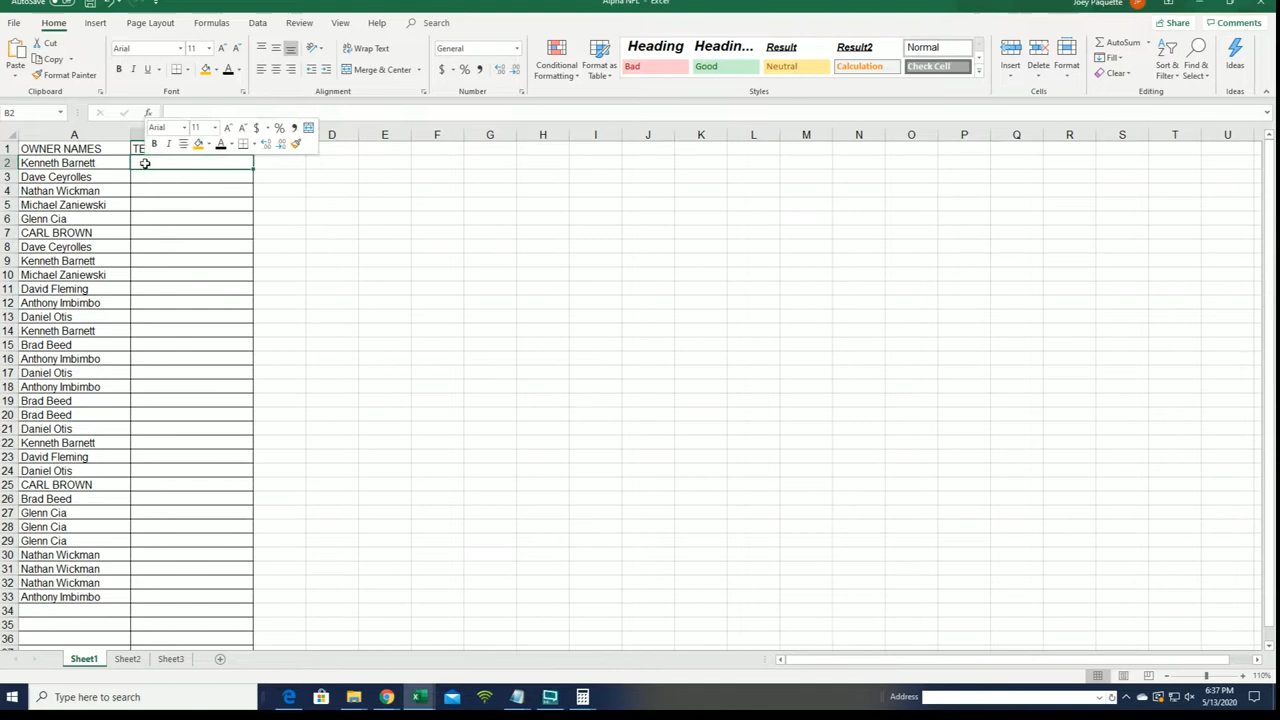 AutoSave Off Alpha NFL - Excel Joey Paquette JP
File Home Insert Page Layout Formulas Data Review View Help Search Share Comments
Cut Arial 11 A A Wrap Text General Heading Headin... Result Result2 Normal AutoSum
Paste Copy Fill
Format Painter B I U Merge & Center $ % Conditional Formatting Format as Table Bad Good Neutral Calculation Check Cell Insert Delete Format Clear Sort & Filter Find & Select Ideas
Clipboard Font Alignment Number Styles Cells Editing Ideas
B2 fx
Arial 11 A A $ %
B I A
A D E F G H I J K L M N O P Q R S T U
1 OWNER NAMES TE
2 Kenneth Barnett
3 Dave Ceyrolles
4 Nathan Wickman
5 Michael Zaniewski
6 Glenn Cia
7 CARL BROWN
8 Dave Ceyrolles
9 Kenneth Barnett
10 Michael Zaniewski
11 David Fleming
12 Anthony Imbimbo
13 Daniel Otis
14 Kenneth Barnett
15 Brad Beed
16 Anthony Imbimbo
17 Daniel Otis
18 Anthony Imbimbo
19 Brad Beed
20 Brad Beed
21 Daniel Otis
22 Kenneth Barnett
23 David Fleming
24 Daniel Otis
25 CARL BROWN
26 Brad Beed
27 Glenn Cia
28 Glenn Cia
29 Glenn Cia
30 Nathan Wickman
31 Nathan Wickman
32 Nathan Wickman
33 Anthony Imbimbo
34
35
36
Sheet1 Sheet2 Sheet3
110%
Type here to search Address 6:37 PM
5/13/2020